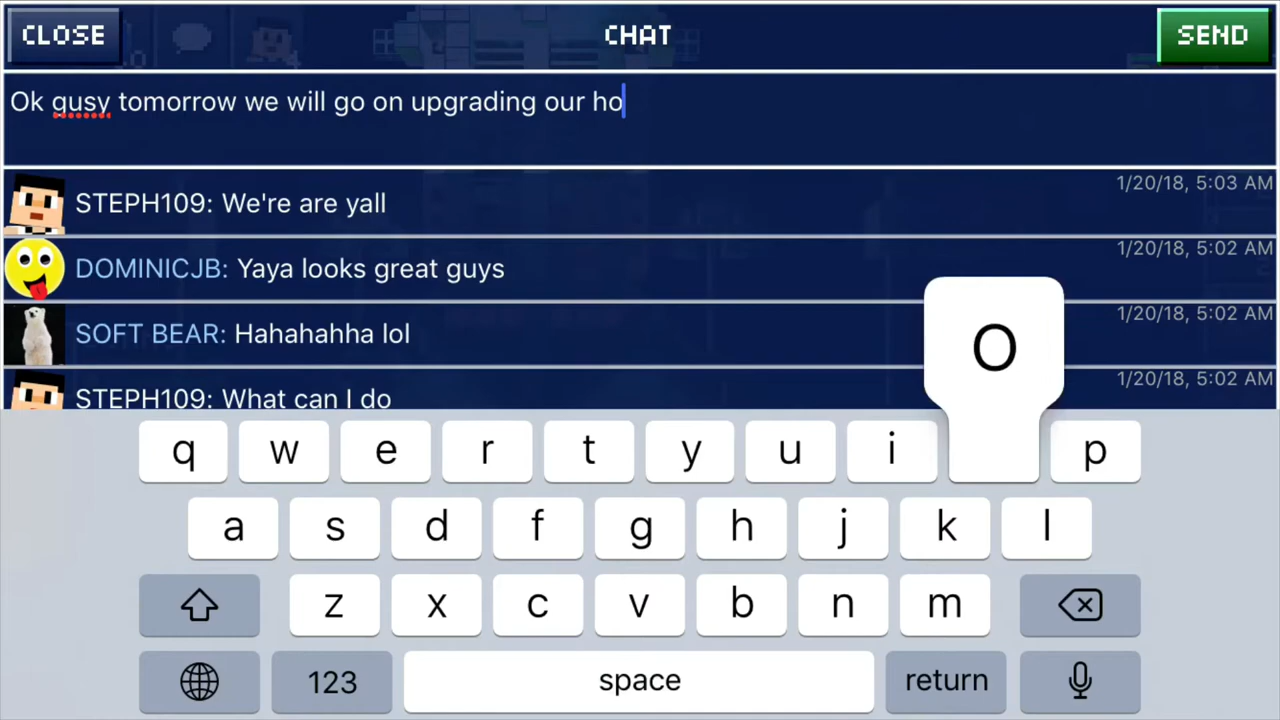 CLOSE CHAT SEND
Ok gusy tomorrow we will go on upgrading our ho
1/20/18, 5:03 AM
STEPH109: We're are yall
1/20/18, 5:02 AM
DOMINICJB: Yaya looks great guys
1/20/18, 5:02 AM
SOFT BEAR: Hahahahha lol
1/20/18, 5:02 AM
STEPH109: What can I do
O
q w e r t y u i p
a s d f g h j k l
z x c v b n m
123 space return